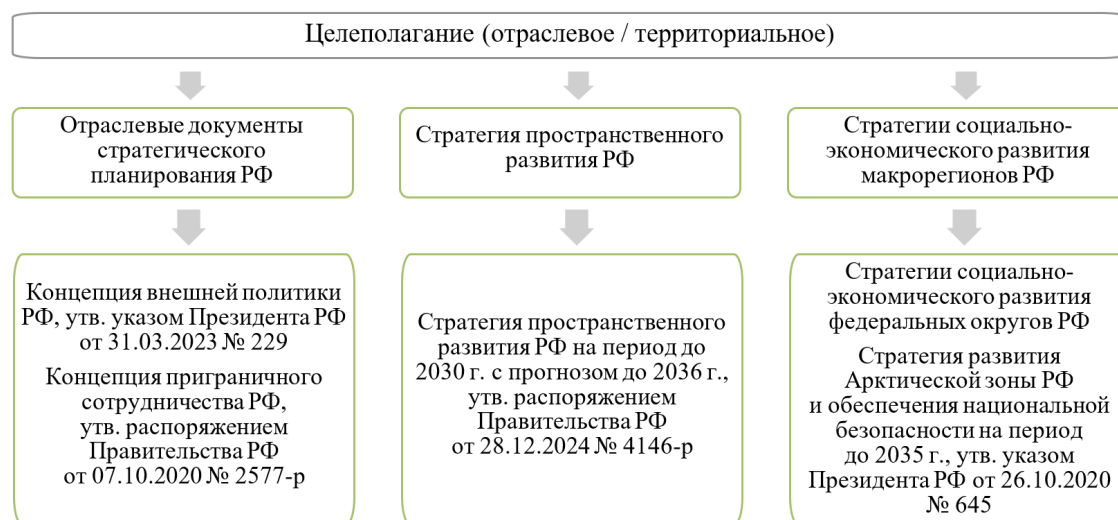 Целеполагание (отраслевое / территориальное)
Отраслевые документы
стратегического
планирования РФ
Стратегия пространственного
развития РФ
Стратегии социально-
экономического развития
макрорегионов РФ
Концепция внешней политики
РФ, утв. указом Президента РФ
от 31.03.2023 № 229
Концепция приграничного
сотрудничества РФ,
утв. распоряжением
Правительства РФ
от 07.10.2020 № 2577-р
Стратегия пространственного
развития РФ на период до
2030 г. с прогнозом до 2036 г.,
утв. распоряжением
Правительства РФ
от 28.12.2024 № 4146-р
Стратегии социально-
экономического развития
федеральных округов РФ
Стратегия развития
Арктической зоны РФ
и обеспечения национальной
безопасности на период
до 2035 г., утв. указом
Президента РФ от 26.10.2020
№ 645